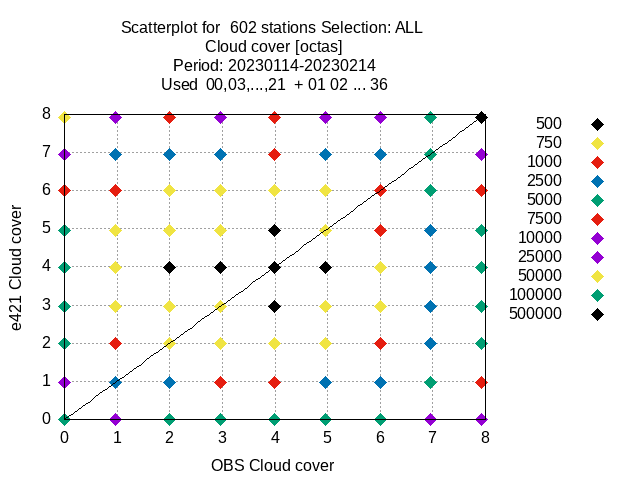 Scatterplot for  602 stations Selection: ALL
Cloud cover [octas]
Period: 20230114-20230214
Used  00,03,...,21  + 01 02 ... 36
8
7
6
5
4
3
2
1
0
e421 Cloud cover
0 1 2 3 4 5 6 7 8
OBS Cloud cover
500
750
1000
2500
5000
7500
10000
25000
50000
100000
500000